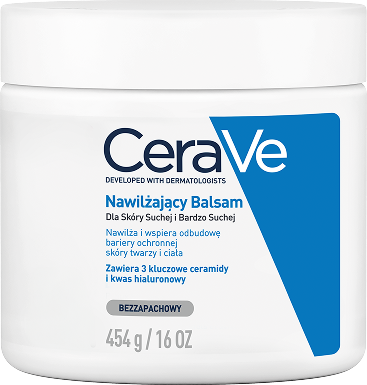 CeraVe
DEVELOPED WITH DERMATOLOGISTS
Nawilżający Balsam
Dla Skóry Suchej i Bardzo Suchej
Nawilża i wspiera odbudowę
bariery ochronnej
skóry twarzy i ciała
Zawiera 3 kluczowe ceramidy
i kwas hialuronowy
BEZZAPACHOWY
454 g / 16 OZ